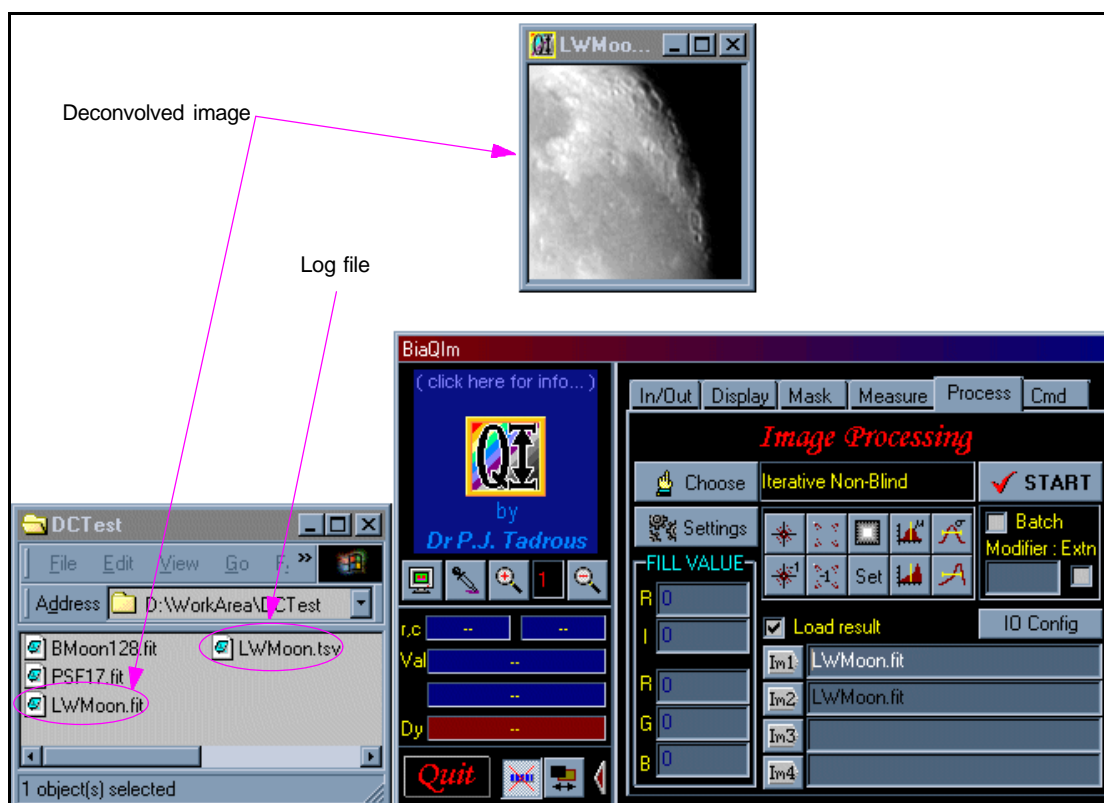 LWMoo...
Deconvolved image
Log file
BiaQIm
( click here for info... )
QI
by
Dr P.J. Tadrous
In/Out Display Mask Measure Process Cmd
Image Processing
Choose Iterative Non-Blind START
Settings
Batch
Modifier : Extn
μ σ
-1 -1 Set
FILL VALUE
R 0
I 0
R 0
G 0
B 0
Load result IO Config
Im1 LWMoon.fit
Im2 LWMoon.fit
Im3
Im4
1
r,c -- --
Val --
--
Dy --
Quit
DCTest
File Edit View Go F. »
Address D:\WorkArea\DCTest
BMoon128.fit LWMoon.tsv
PSF17.fit
LWMoon.fit
1 object(s) selected